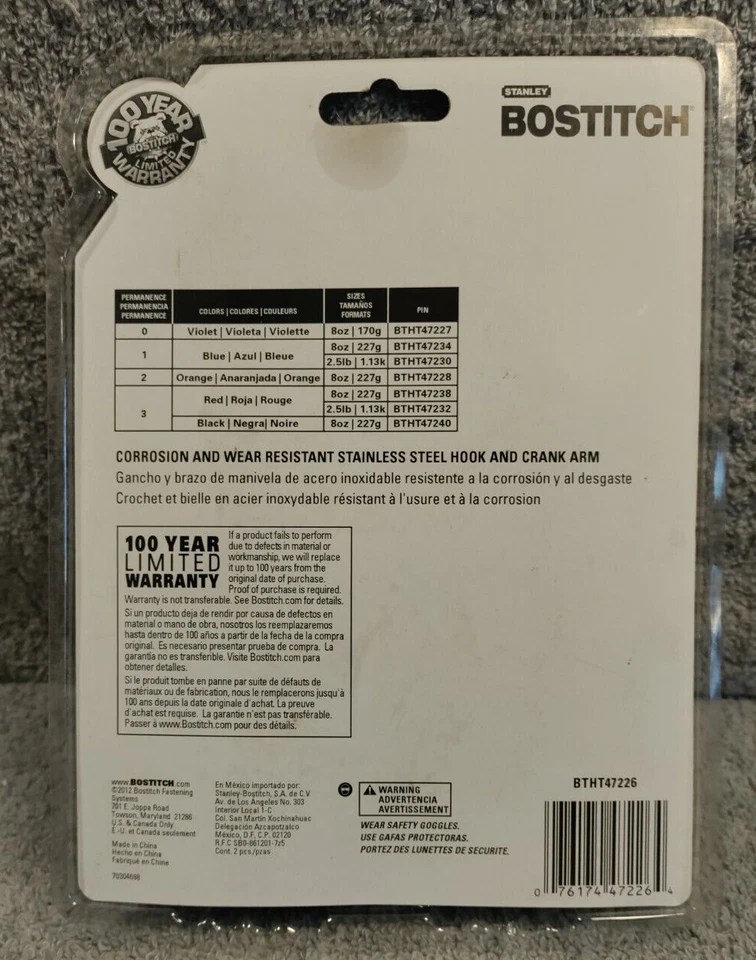 100 YEAR
BOSTITCH
LIMITED
WARRANTY
STANLEY
BOSTITCH
PERMANENCE
PERMANENCIA
PERMANENCE
COLORS | COLORES | COULEURS
SIZES
TAMAÑOS
FORMATS
PIN
0 Violet | Violeta | Violette 8oz | 170g BTHT47227
1 Blue | Azul | Bleue 8oz | 227g BTHT47234
2.5lb | 1.13k BTHT47230
2 Orange | Anaranjada | Orange 8oz | 227g BTHT47228
3 Red | Roja | Rouge 8oz | 227g BTHT47238
2.5lb | 1.13k BTHT47232
Black | Negra | Noire 8oz | 227g BTHT47240
CORROSION AND WEAR RESISTANT STAINLESS STEEL HOOK AND CRANK ARM
Gancho y brazo de manivela de acero inoxidable resistente a la corrosión y al desgaste
Crochet et bielle en acier inoxydable résistant à l'usure et à la corrosion
100 YEAR
LIMITED
WARRANTY
If a product fails to perform
due to defects in material or
workmanship, we will replace
it up to 100 years from the
original date of purchase.
Proof of purchase is required.
Warranty is not transferable. See Bostitch.com for details.
Si un producto deja de rendir por causa de defectos en
material o mano de obra, nosotros los reemplazaremos
hasta dentro de 100 años a partir de la fecha de la compra
original. Es necesario presentar prueba de compra. La
garantía no es transferible. Visite Bostitch.com para
obtener detalles.
Si le produit tombe en panne par suite de défauts de
matériaux ou de fabrication, nous le remplacerons jusqu'à
100 ans depuis la date originale d'achat. La preuve
d'achat est requise. La garantie n'est pas transférable.
Passer à www.Bostitch.com pour des détails.
www.BOSTITCH.com
©2012 Bostitch Fastening
Systems
701 E. Joppa Road
Towson, Maryland 21286
U.S. & Canada Only
E.-U. et Canada seulement
Made in China
Hecho en China
Fabriqué en Chine
70304698
En México importado por:
Stanley-Bostitch, S.A. de C.V
Av. de Los Angeles No. 303
Interior Local 1-C
Col. San Martin Xochinahuac
Delegación Azcapotzalco
México, D.F, C.P. 02120
R.F.C SBO-861201-7r5
Cont. 2 pcs./pzas
WARNING
ADVERTENCIA
AVERTISSEMENT
WEAR SAFETY GOGGLES.
USE GAFAS PROTECTORAS.
PORTEZ DES LUNETTES DE SECURITE.
BTHT47226
0 76174 47226 4